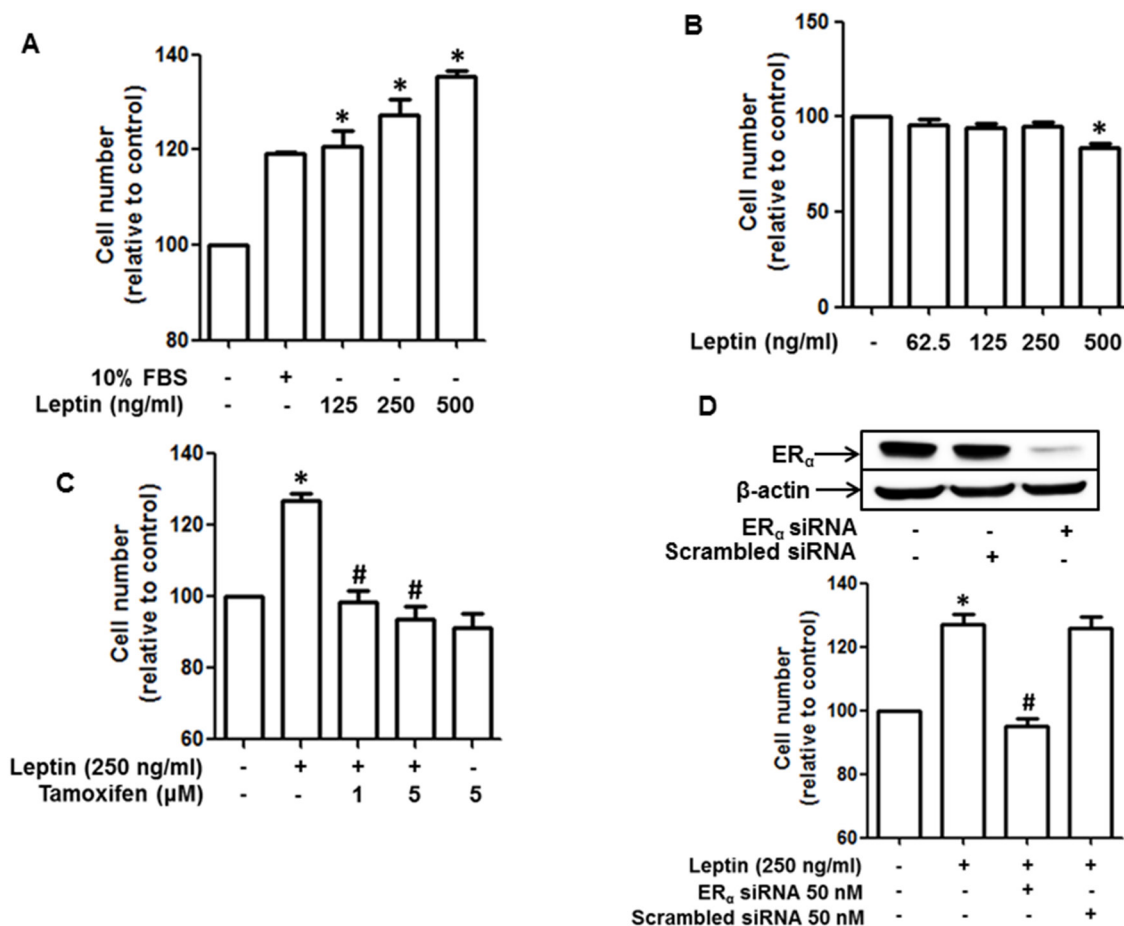 A
Cell number
(relative to control)
140
120
100
80
*
*
*
10% FBS - + - - -
Leptin (ng/ml) - - 125 250 500
B
Cell number
(relative to control)
150
100
50
0
*
Leptin (ng/ml) - 62.5 125 250 500
C
Cell number
(relative to control)
140
120
100
80
60
*
#
#
Leptin (250 ng/ml) - + + + -
Tamoxifen (µM) - - 1 5 5
D
ERα
β-actin
ERα siRNA - - +
Scrambled siRNA - + -
Cell number
(relative to control)
140
120
100
80
60
*
#
Leptin (250 ng/ml) - + + +
ERα siRNA 50 nM - - + -
Scrambled siRNA 50 nM - - - +